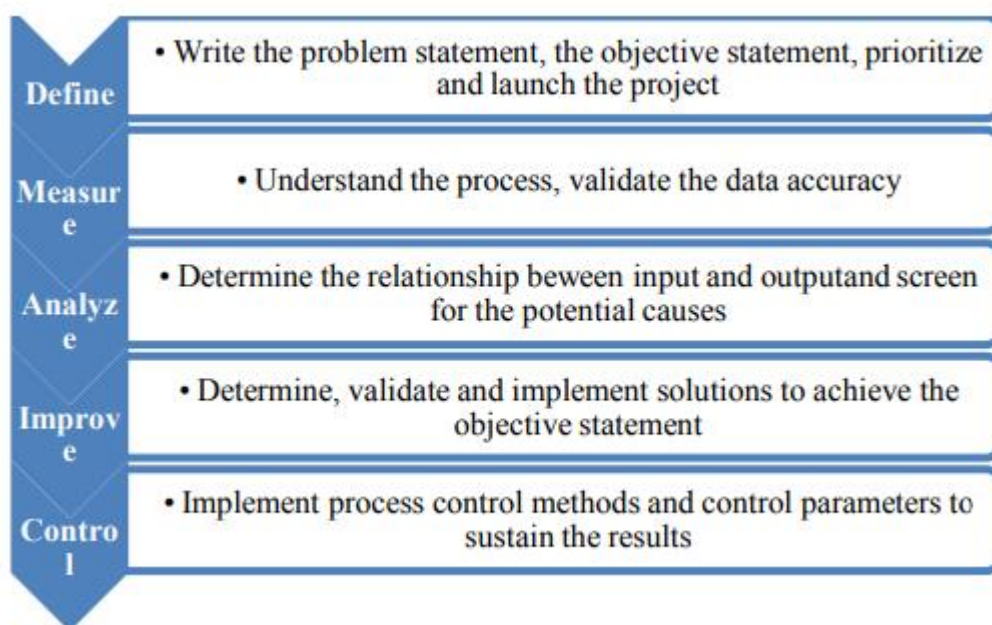 Define
• Write the problem statement, the objective statement, prioritize
and launch the project
Measur
e
• Understand the process, validate the data accuracy
Analyz
e
• Determine the relationship beween input and outputand screen
for the potential causes
Improv
e
• Determine, validate and implement solutions to achieve the
objective statement
Contro
l
• Implement process control methods and control parameters to
sustain the results